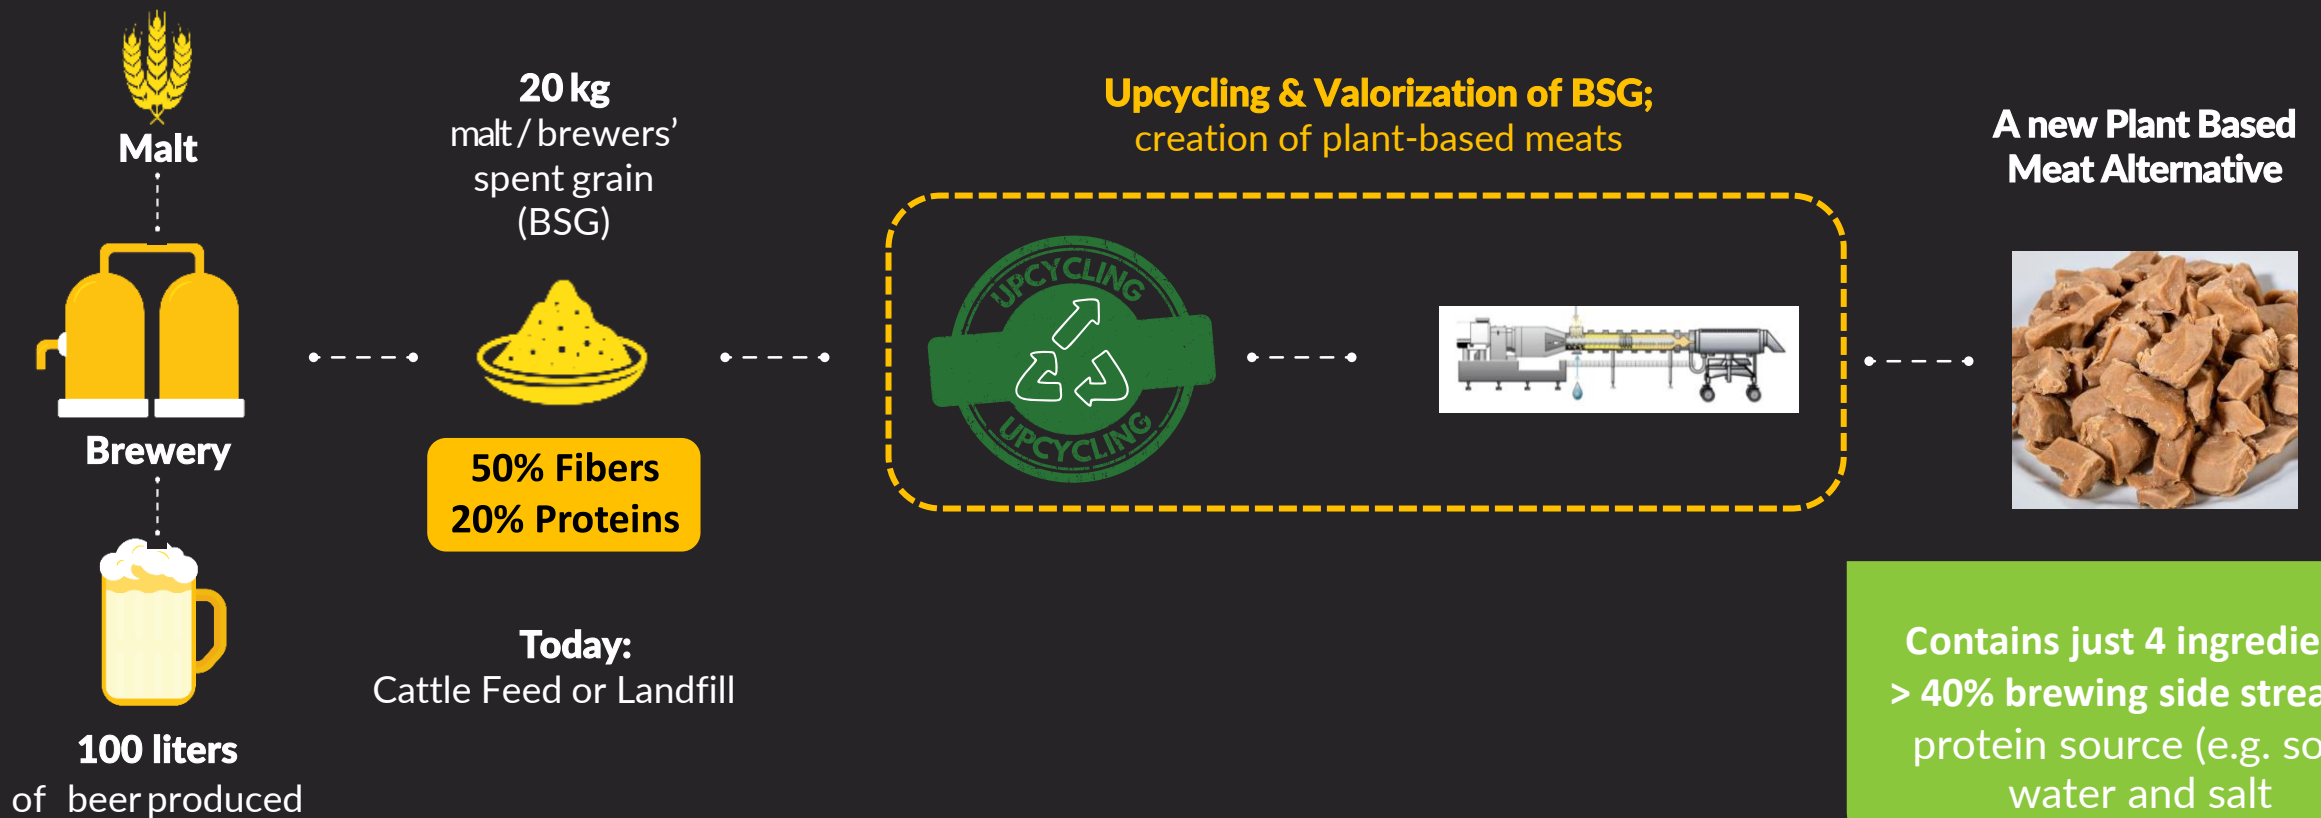 Malt
Brewery
100 liters
of beer produced
20 kg
malt / brewers’
spent grain
(BSG)
50% Fibers
20% Proteins
Today:
Cattle Feed or Landfill
Upcycling & Valorization of BSG;
creation of plant-based meats
UPCYCLING
UPCYCLING
A new Plant Based
Meat Alternative
Contains just 4
> 40% brewing side
protein source (e.g.
water and salt